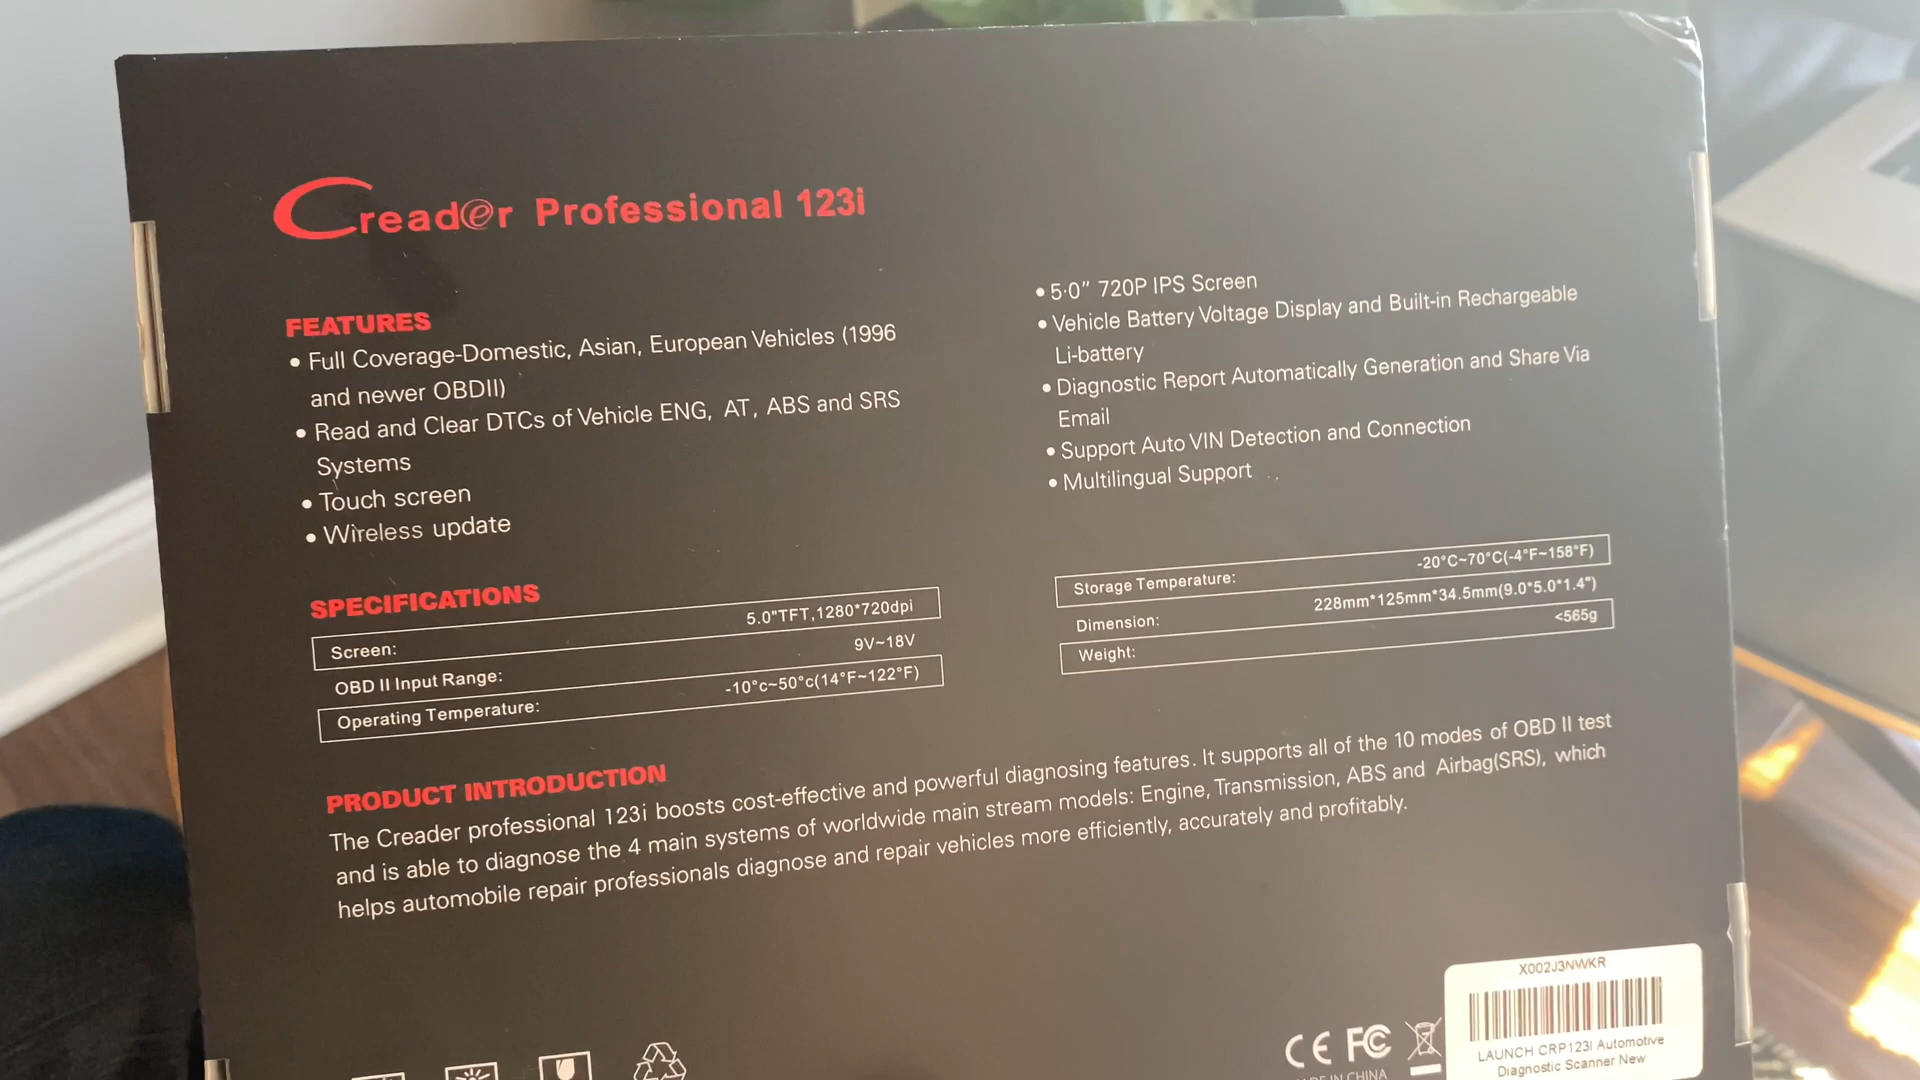 Creader Professional 123i
FEATURES
• Full Coverage-Domestic, Asian, European Vehicles (1996
and newer OBDII)
• Read and Clear DTCs of Vehicle ENG, AT, ABS and SRS
Systems
• Touch screen
• Wireless update
• 5·0" 720P IPS Screen
• Vehicle Battery Voltage Display and Built-in Rechargeable
Li-battery
• Diagnostic Report Automatically Generation and Share Via
Email
• Support Auto VIN Detection and Connection
• Multilingual Support
SPECIFICATIONS
Screen: 5.0"TFT,1280*720dpi
OBD II Input Range: 9V~18V
Operating Temperature: -10°c~50°c(14°F~122°F)
Storage Temperature: -20°C~70°C(-4°F~158°F)
Dimension: 228mm*125mm*34.5mm(9.0*5.0*1.4")
Weight: <565g
PRODUCT INTRODUCTION
The Creader professional 123i boosts cost-effective and powerful diagnosing features. It supports all of the 10 modes of OBD II test
and is able to diagnose the 4 main systems of worldwide main stream models: Engine, Transmission, ABS and Airbag(SRS), which
helps automobile repair professionals diagnose and repair vehicles more efficiently, accurately and profitably.
CE FC
IN CHINA
X002J3NWKR
LAUNCH CRP123I Automotive
Diagnostic Scanner New